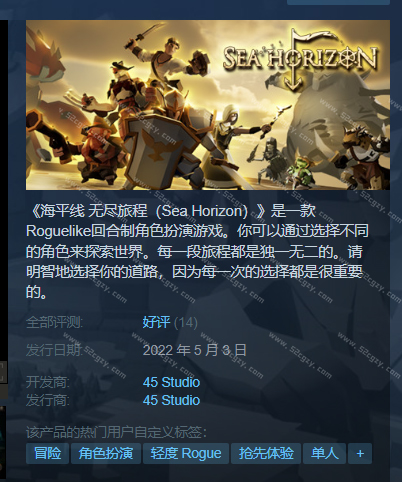 SEA HORIZON
《海平线 无尽旅程（Sea Horizon）》是一款
Roguelike回合制角色扮演游戏。你可以通过选择不同
的角色来探索世界。每一段旅程都是独一无二的。请
明智地选择你的道路，因为每一次的选择都是很重要
的。
全部评测: 好评 (14)
发行日期: 2022 年 5 月 3 日
开发商: 45 Studio
发行商: 45 Studio
该产品的热门用户自定义标签:
冒险 角色扮演 轻度 Rogue 抢先体验 单人 +